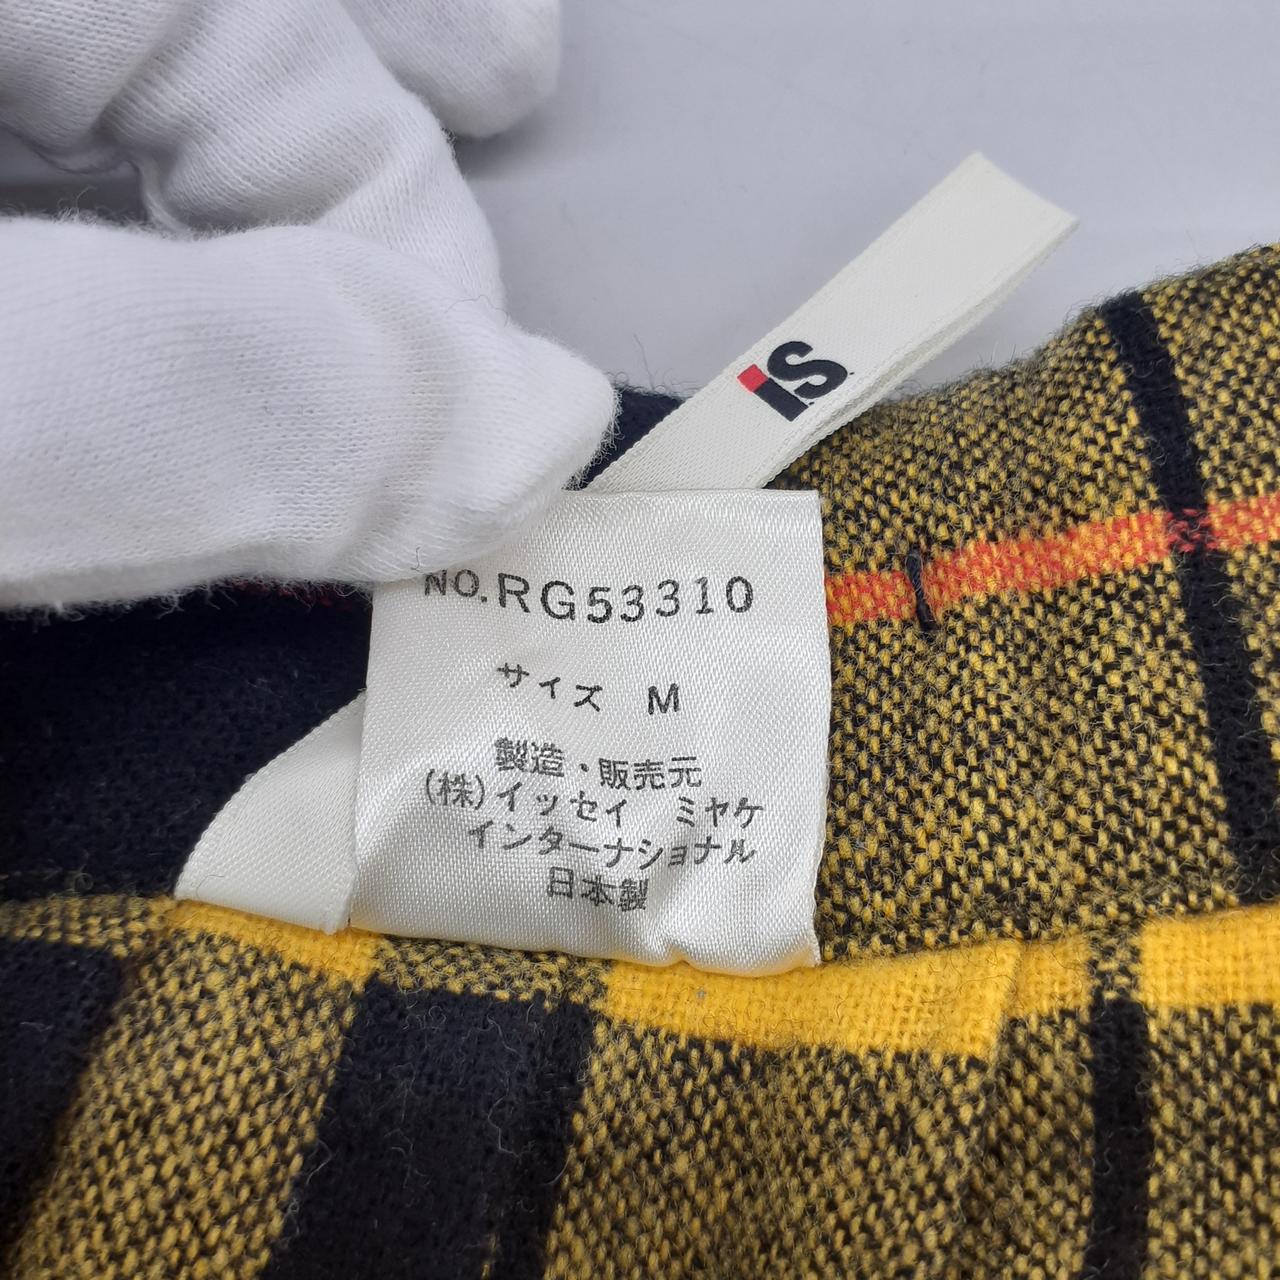 i.S.
NO.RG53310
サイズ M
製造・販売元
(株)イッセイ ミヤケ
インターナショナル
日本製